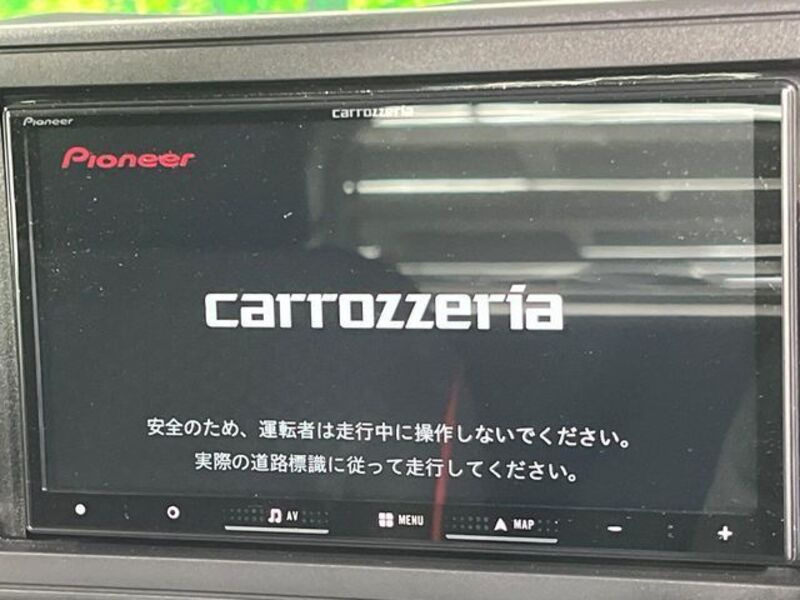 Pioneer
carrozzeria
Pioneer
carrozzeria
安全のため、運転者は走行中に操作しないでください。
実際の道路標識に従って走行してください。
AV MENU MAP